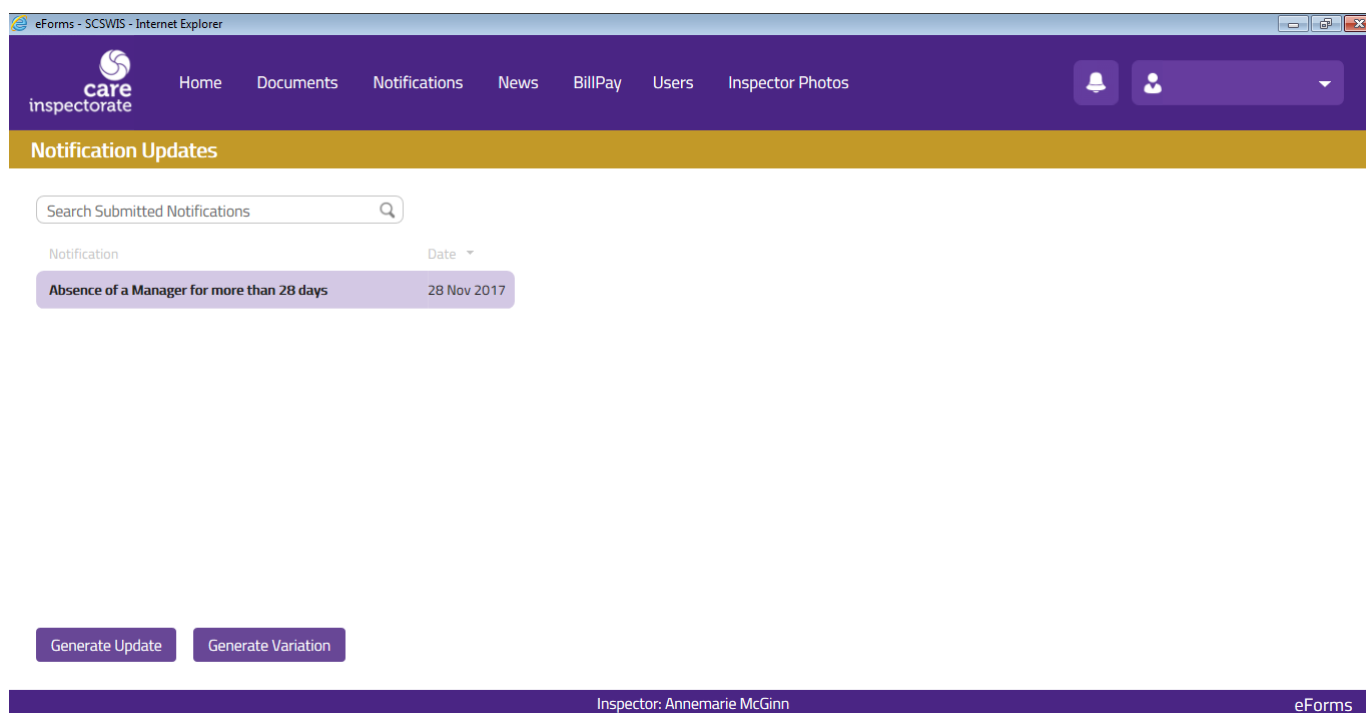 eForms - SCSWIS - Internet Explorer
care
inspectorate
Home Documents Notifications News BillPay Users Inspector Photos
Notification Updates
Search Submitted Notifications
Notification Date
Absence of a Manager for more than 28 days 28 Nov 2017
Generate Update Generate Variation
Inspector: Annemarie McGinn eForms